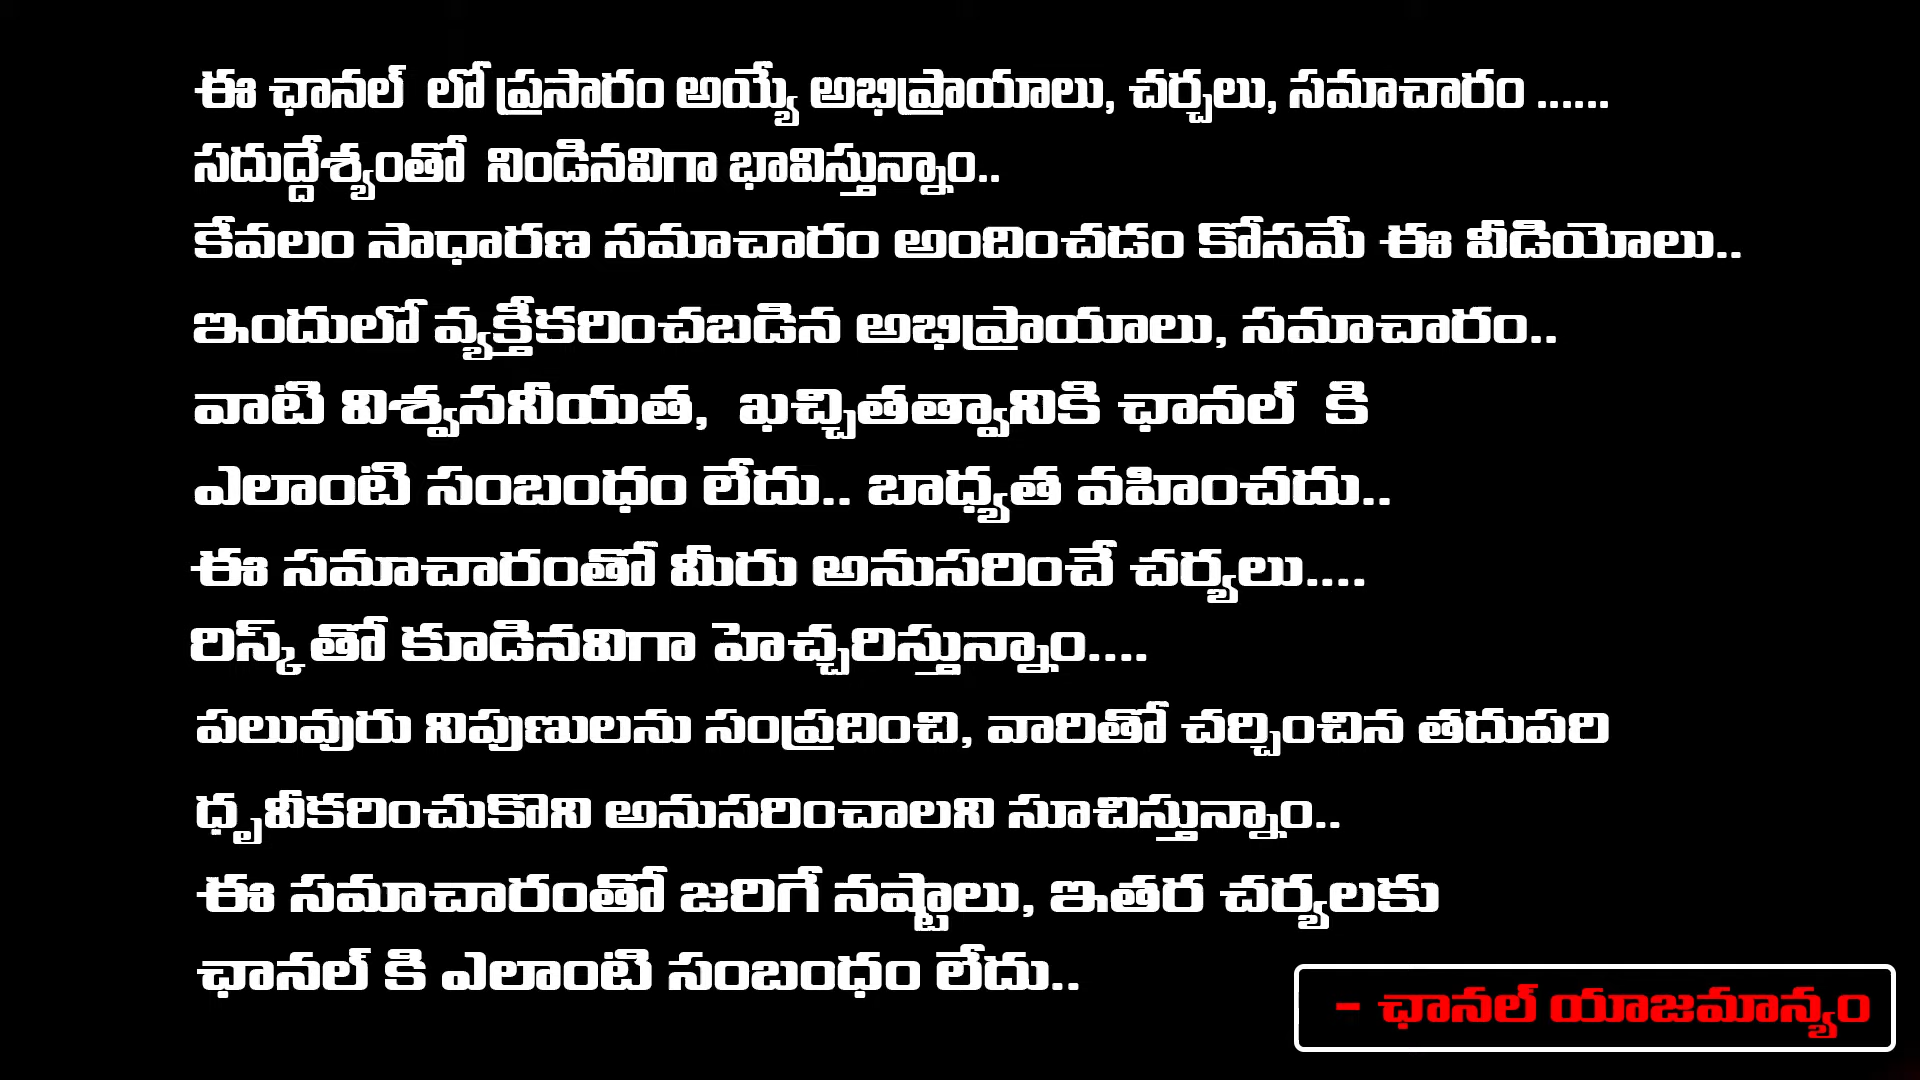 ఈ ఛానల్ లో ప్రసారం అయ్యే అభిప్రాయాలు, చర్చలు, సమాచారం ......
సదుద్దేశ్యంతో నిండినవిగా భావిస్తున్నాం..
కేవలం సాధారణ సమాచారం అందించడం కోసమే ఈ వీడియోలు..
ఇందులో వ్యక్తీకరించబడిన అభిప్రాయాలు, సమాచారం..
వాటి విశ్వసనీయత, ఖచ్చితత్వానికి ఛానల్ కి
ఎలాంటి సంబంధం లేదు.. బాధ్యత వహించదు..
ఈ సమాచారంతో మీరు అనుసరించే చర్యలు....
రిస్క్ తో కూడినవిగా హెచ్చరిస్తున్నాం....
పలువురు నిపుణులను సంప్రదించి, వారితో చర్చించిన తదుపరి
ధృవీకరించుకొని అనుసరించాలని సూచిస్తున్నాం..
ఈ సమాచారంతో జరిగే నష్టాలు, ఇతర చర్యలకు
ఛానల్ కి ఎలాంటి సంబంధం లేదు..
- ఛానల్ యాజమాన్యం